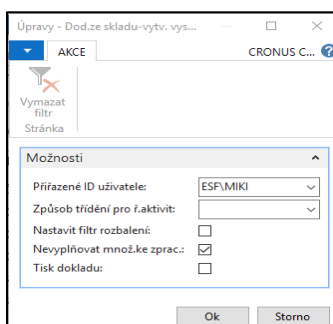 Úpravy - Dod.ze skladu-vytv. vys...
AKCE
CRONUS C...
Vymazat
filtr
Stránka
Možnosti
Přiřazené ID uživatele: ESF\MIKI
Způsob třídění pro ř.aktivit:
Nastavit filtr rozbalení:
Nevyplňovat množ.ke zprac.:
Tisk dokladu:
Ok Storno